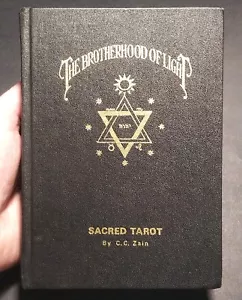 THE BROTHERHOOD OF LIGHT
SACRED TAROT
By C.C. Zain